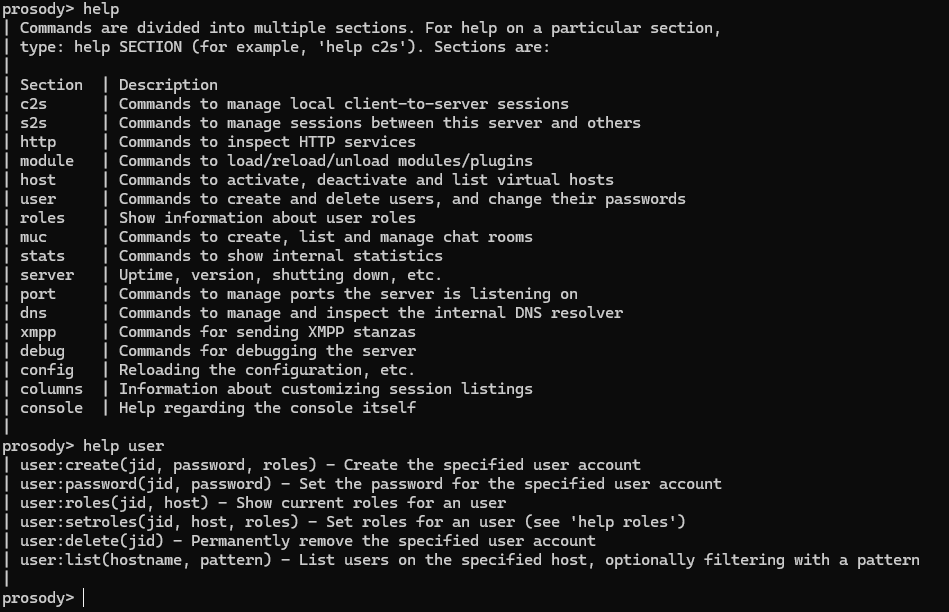 prosody> help
| Commands are divided into multiple sections. For help on a particular section,
| type: help SECTION (for example, 'help c2s'). Sections are:
|
| Section | Description
| c2s | Commands to manage local client-to-server sessions
| s2s | Commands to manage sessions between this server and others
| http | Commands to inspect HTTP services
| module | Commands to load/reload/unload modules/plugins
| host | Commands to activate, deactivate and list virtual hosts
| user | Commands to create and delete users, and change their passwords
| roles | Show information about user roles
| muc | Commands to create, list and manage chat rooms
| stats | Commands to show internal statistics
| server | Uptime, version, shutting down, etc.
| port | Commands to manage ports the server is listening on
| dns | Commands to manage and inspect the internal DNS resolver
| xmpp | Commands for sending XMPP stanzas
| debug | Commands for debugging the server
| config | Reloading the configuration, etc.
| columns | Information about customizing session listings
| console | Help regarding the console itself
|
prosody> help user
| user:create(jid, password, roles) - Create the specified user account
| user:password(jid, password) - Set the password for the specified user account
| user:roles(jid, host) - Show current roles for an user
| user:setroles(jid, host, roles) - Set roles for an user (see 'help roles')
| user:delete(jid) - Permanently remove the specified user account
| user:list(hostname, pattern) - List users on the specified host, optionally filtering with a pattern
|
prosody>